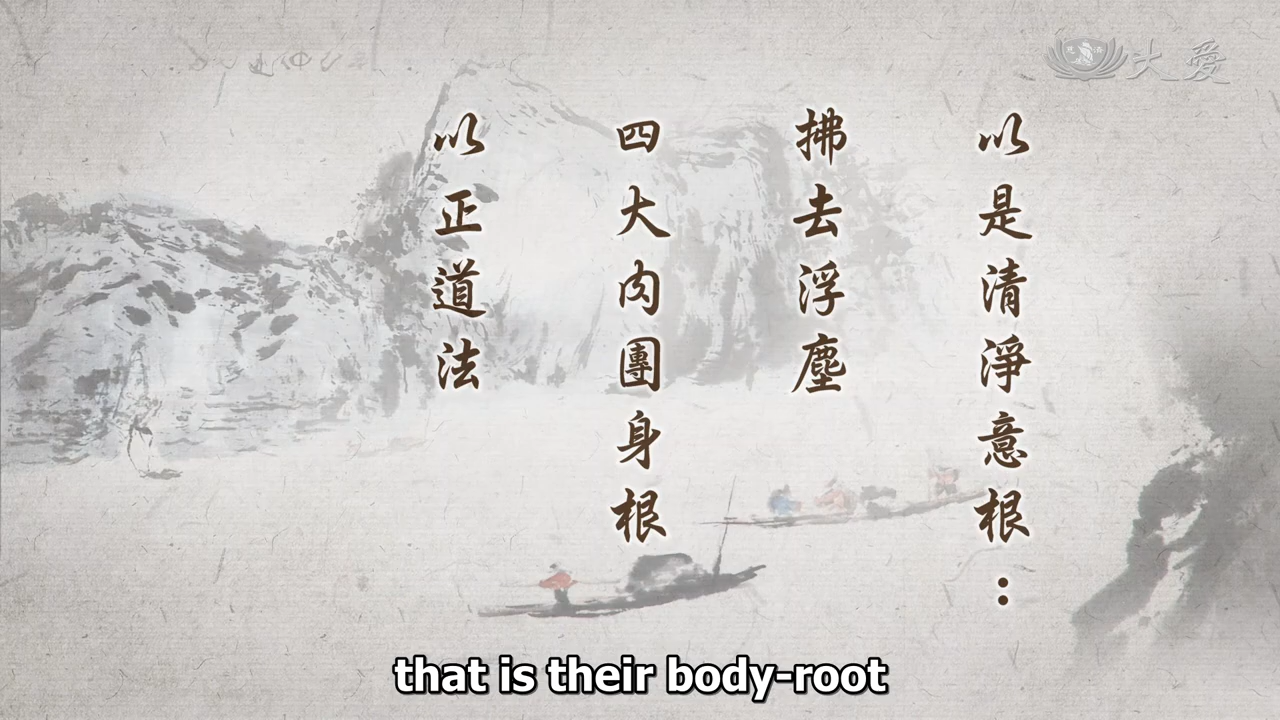 大愛
以是清淨意根：
拂去浮塵
四大內團身根
以正道法
that is their body-root